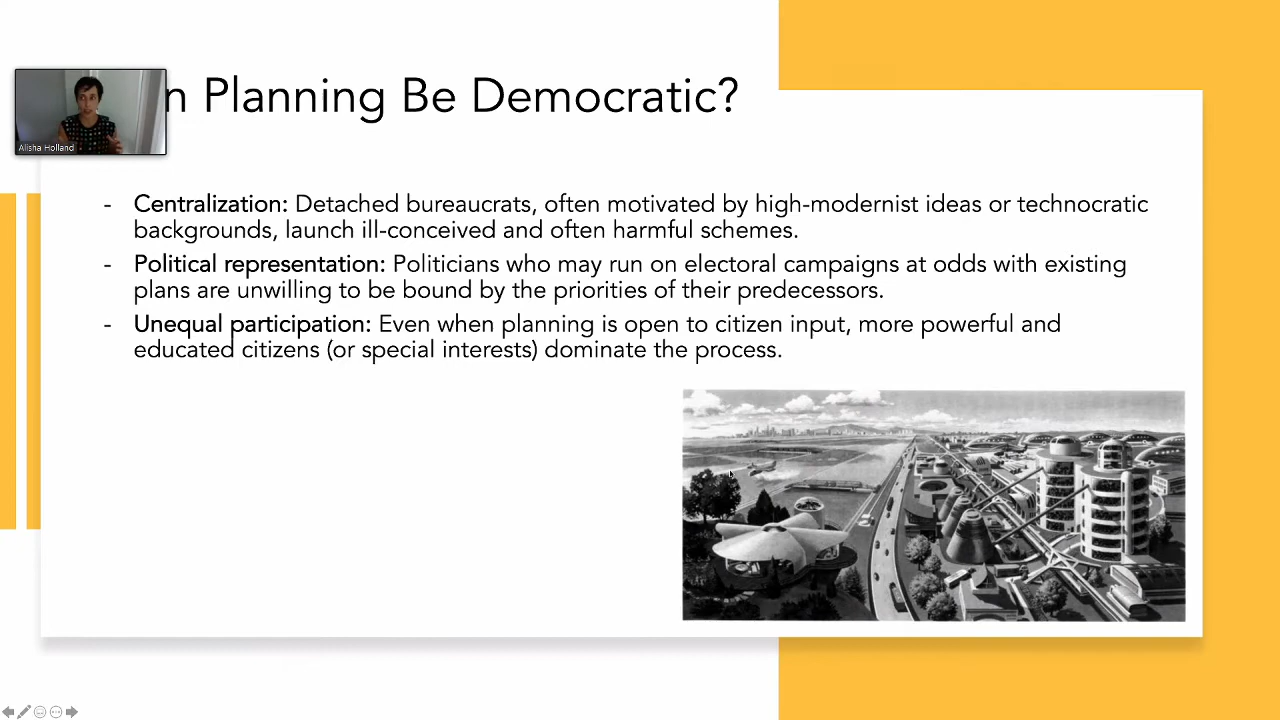 n Planning Be Democratic?
Alisha Holland
- Centralization: Detached bureaucrats, often motivated by high-modernist ideas or technocratic
backgrounds, launch ill-conceived and often harmful schemes.
- Political representation: Politicians who may run on electoral campaigns at odds with existing
plans are unwilling to be bound by the priorities of their predecessors.
- Unequal participation: Even when planning is open to citizen input, more powerful and
educated citizens (or special interests) dominate the process.